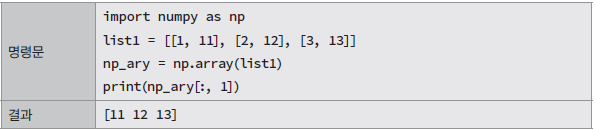 명령문
import numpy as np
list1 = [[1, 11], [2, 12], [3, 13]]
np_ary = np.array(list1)
print(np_ary[:, 1])
결과
[11 12 13]